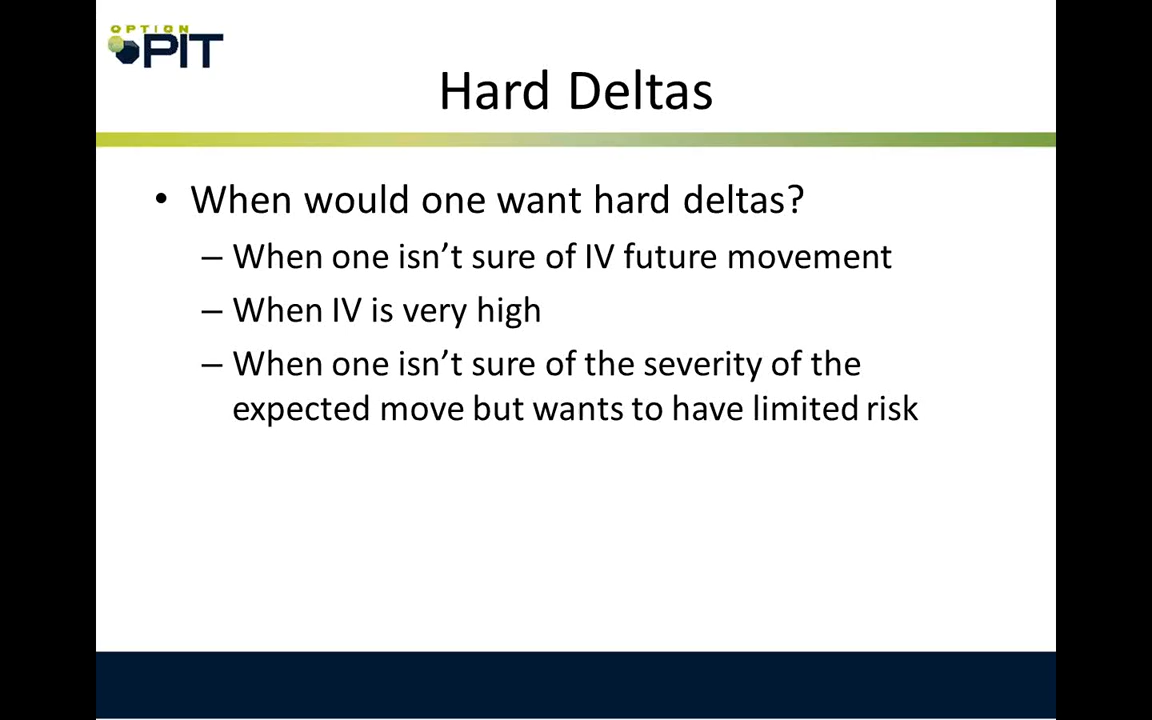 OPTION
PIT
Hard Deltas
• When would one want hard deltas?
– When one isn’t sure of IV future movement
– When IV is very high
– When one isn’t sure of the severity of the
expected move but wants to have limited risk